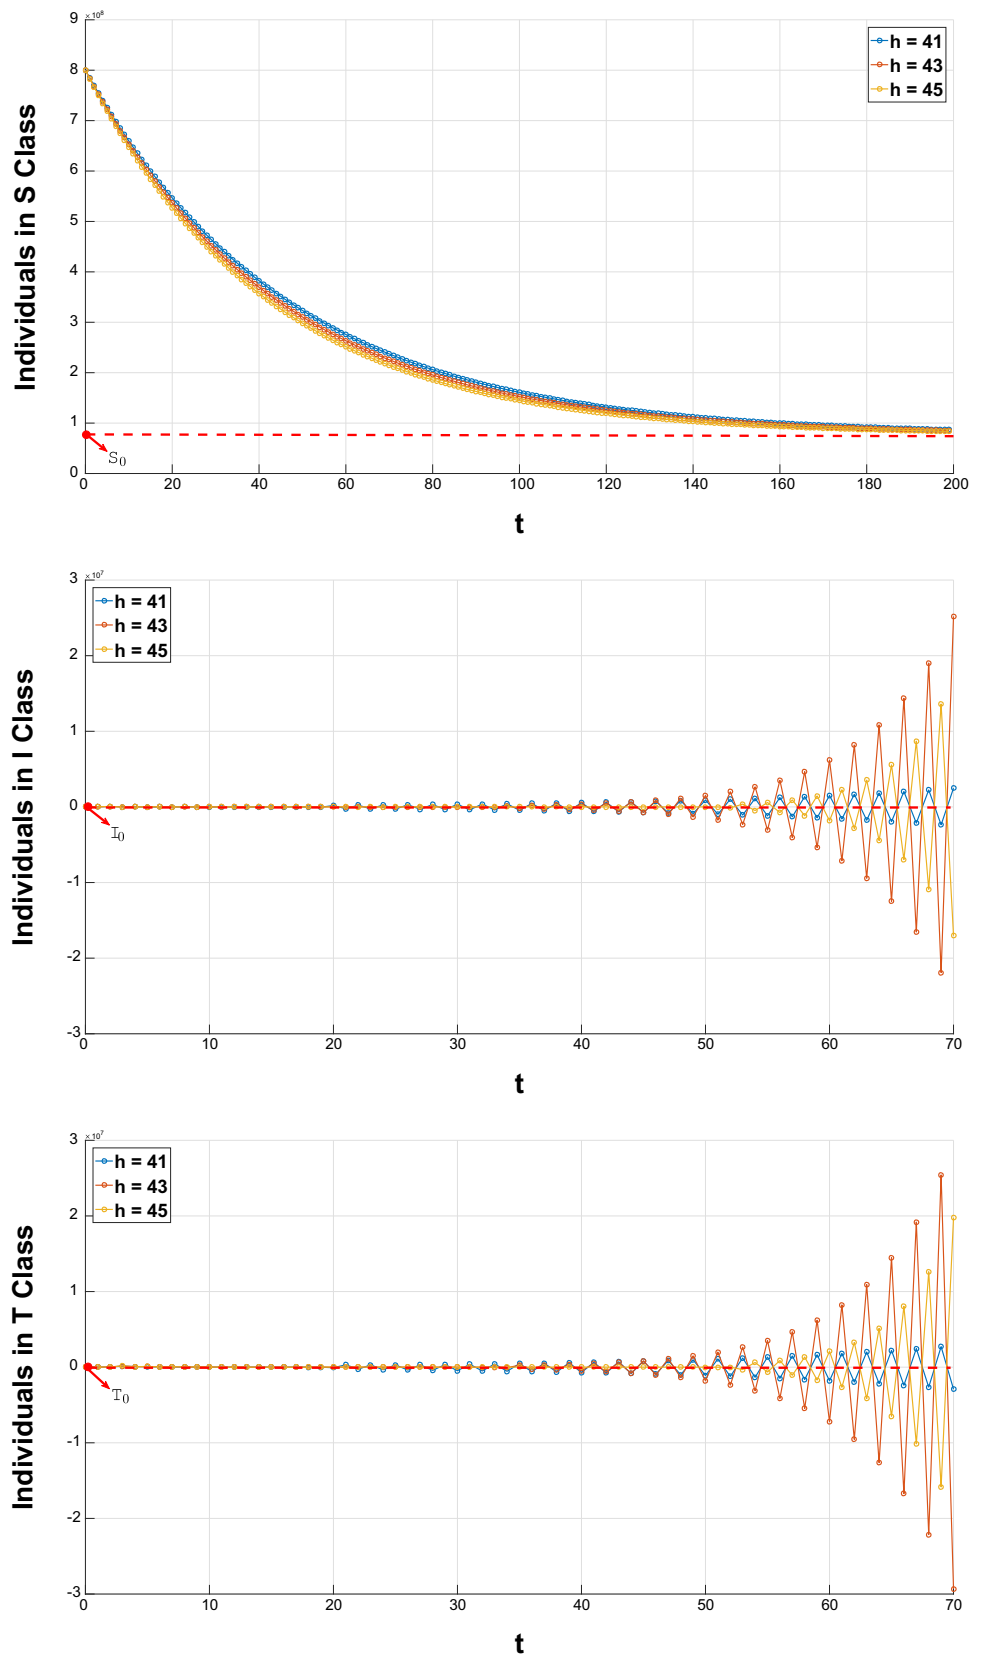 ×10⁸
9
8
7
6
5
4
3
2
1
0
Individuals in S Class
h = 41
h = 43
h = 45
S₀
0 20 40 60 80 100 120 140 160 180 200
t
×10⁷
3
2
1
0
-1
-2
-3
Individuals in I Class
h = 41
h = 43
h = 45
I₀
0 10 20 30 40 50 60 70
t
×10⁷
3
2
1
0
-1
-2
-3
Individuals in T Class
h = 41
h = 43
h = 45
T₀
0 10 20 30 40 50 60 70
t